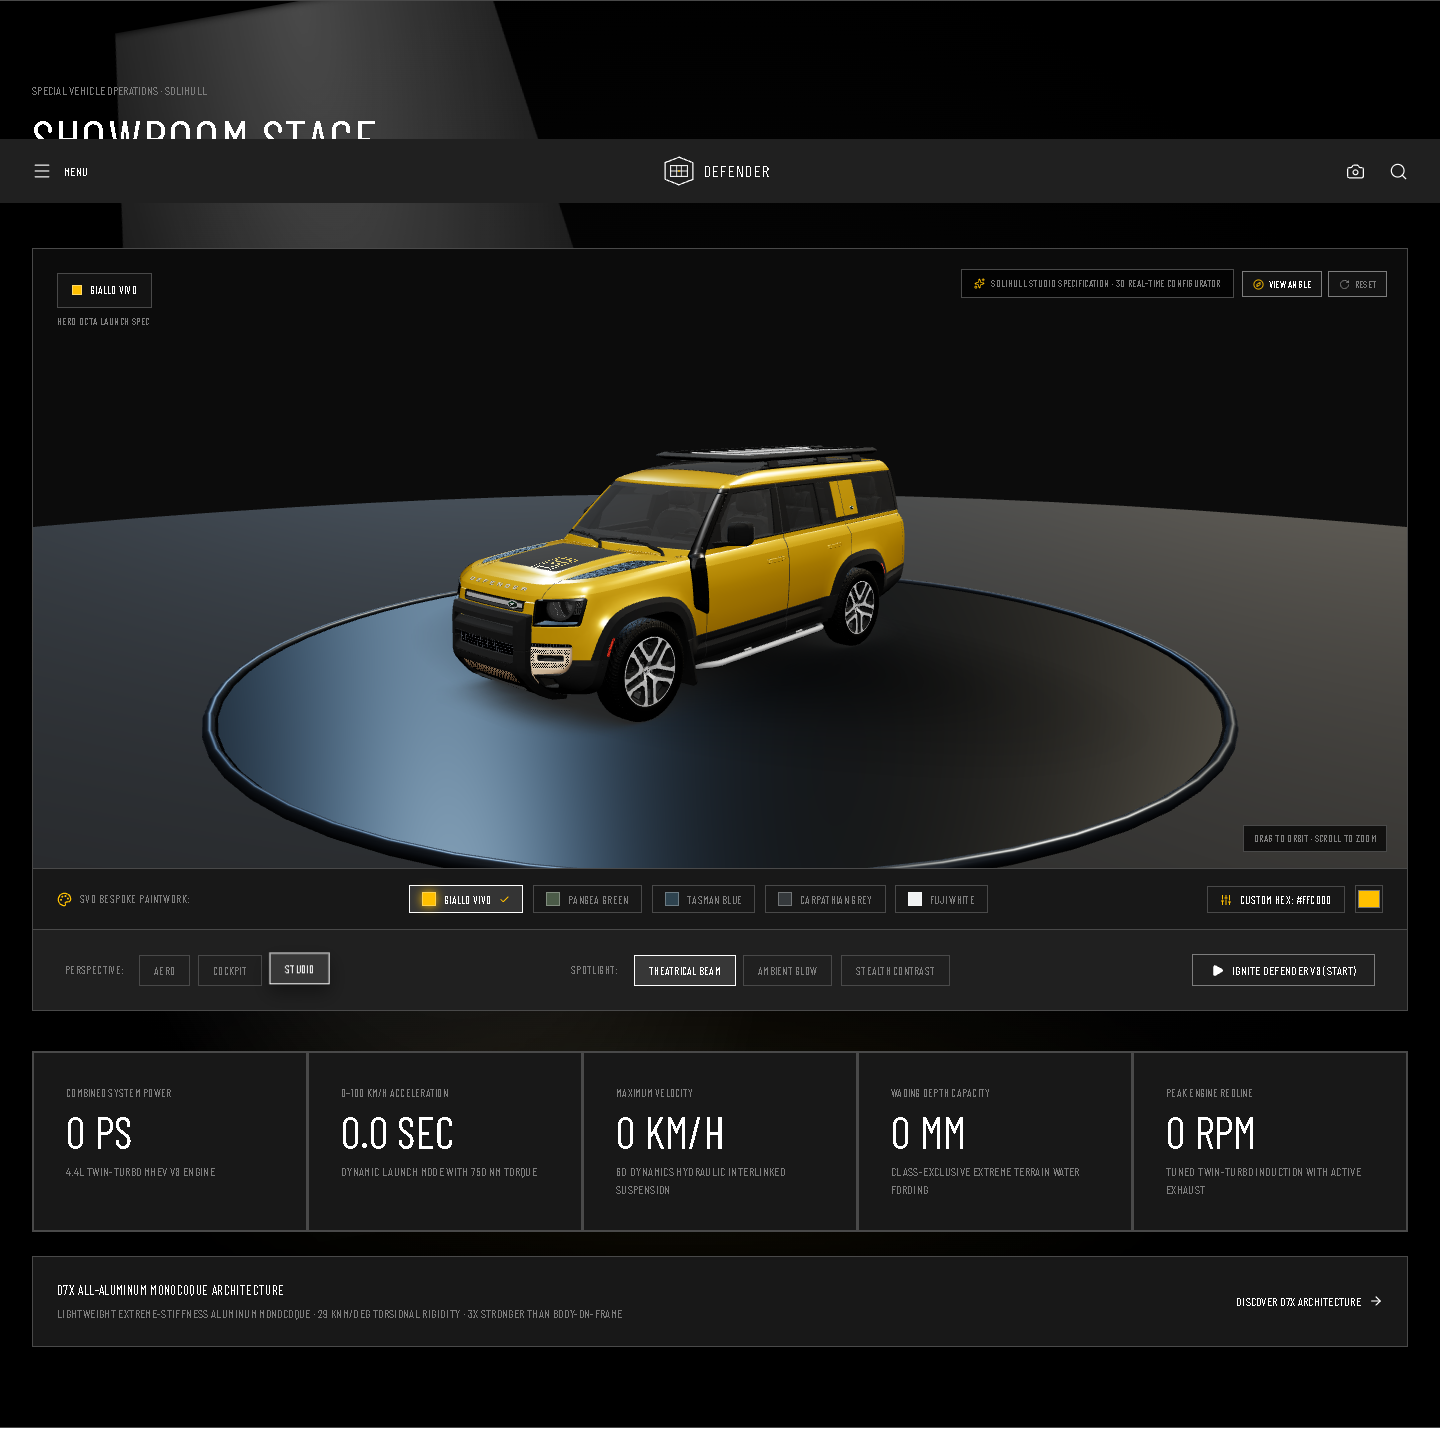 SPECIAL VEHICLE OPERATIONS · SOLIHULL
SHOWROOM STAGE
MENU
DEFENDER
GIALLO VIVO
HERO OCTA LAUNCH SPEC
SOLIHULL STUDIO SPECIFICATION · 3D REAL-TIME CONFIGURATOR
VIEW ANGLE
RESET
DEFENDER
DRAG TO ORBIT · SCROLL TO ZOOM
SVO BESPOKE PAINTWORK:
GIALLO VIVO
PANGEA GREEN
TASMAN BLUE
CARPATHIAN GREY
FUJI WHITE
CUSTOM HEX: #FFC000
PERSPECTIVE:
AERO
COCKPIT
STUDIO
SPOTLIGHT:
THEATRICAL BEAM
AMBIENT GLOW
STEALTH CONTRAST
IGNITE DEFENDER V8 (START)
COMBINED SYSTEM POWER
0 PS
4.4L TWIN-TURBO MHEV V8 ENGINE
0-100 KM/H ACCELERATION
0.0 SEC
DYNAMIC LAUNCH MODE WITH 750 NM TORQUE
MAXIMUM VELOCITY
0 KM/H
6D DYNAMICS HYDRAULIC INTERLINKED
SUSPENSION
WADING DEPTH CAPACITY
0 MM
CLASS-EXCLUSIVE EXTREME TERRAIN WATER
FORDING
PEAK ENGINE REDLINE
0 RPM
TUNED TWIN-TURBO INDUCTION WITH ACTIVE
EXHAUST
D7X ALL-ALUMINUM MONOCOQUE ARCHITECTURE
LIGHTWEIGHT EXTREME-STIFFNESS ALUMINUM MONOCOQUE · 29 KNM/DEG TORSIONAL RIGIDITY · 3X STRONGER THAN BODY-ON-FRAME
DISCOVER D7X ARCHITECTURE